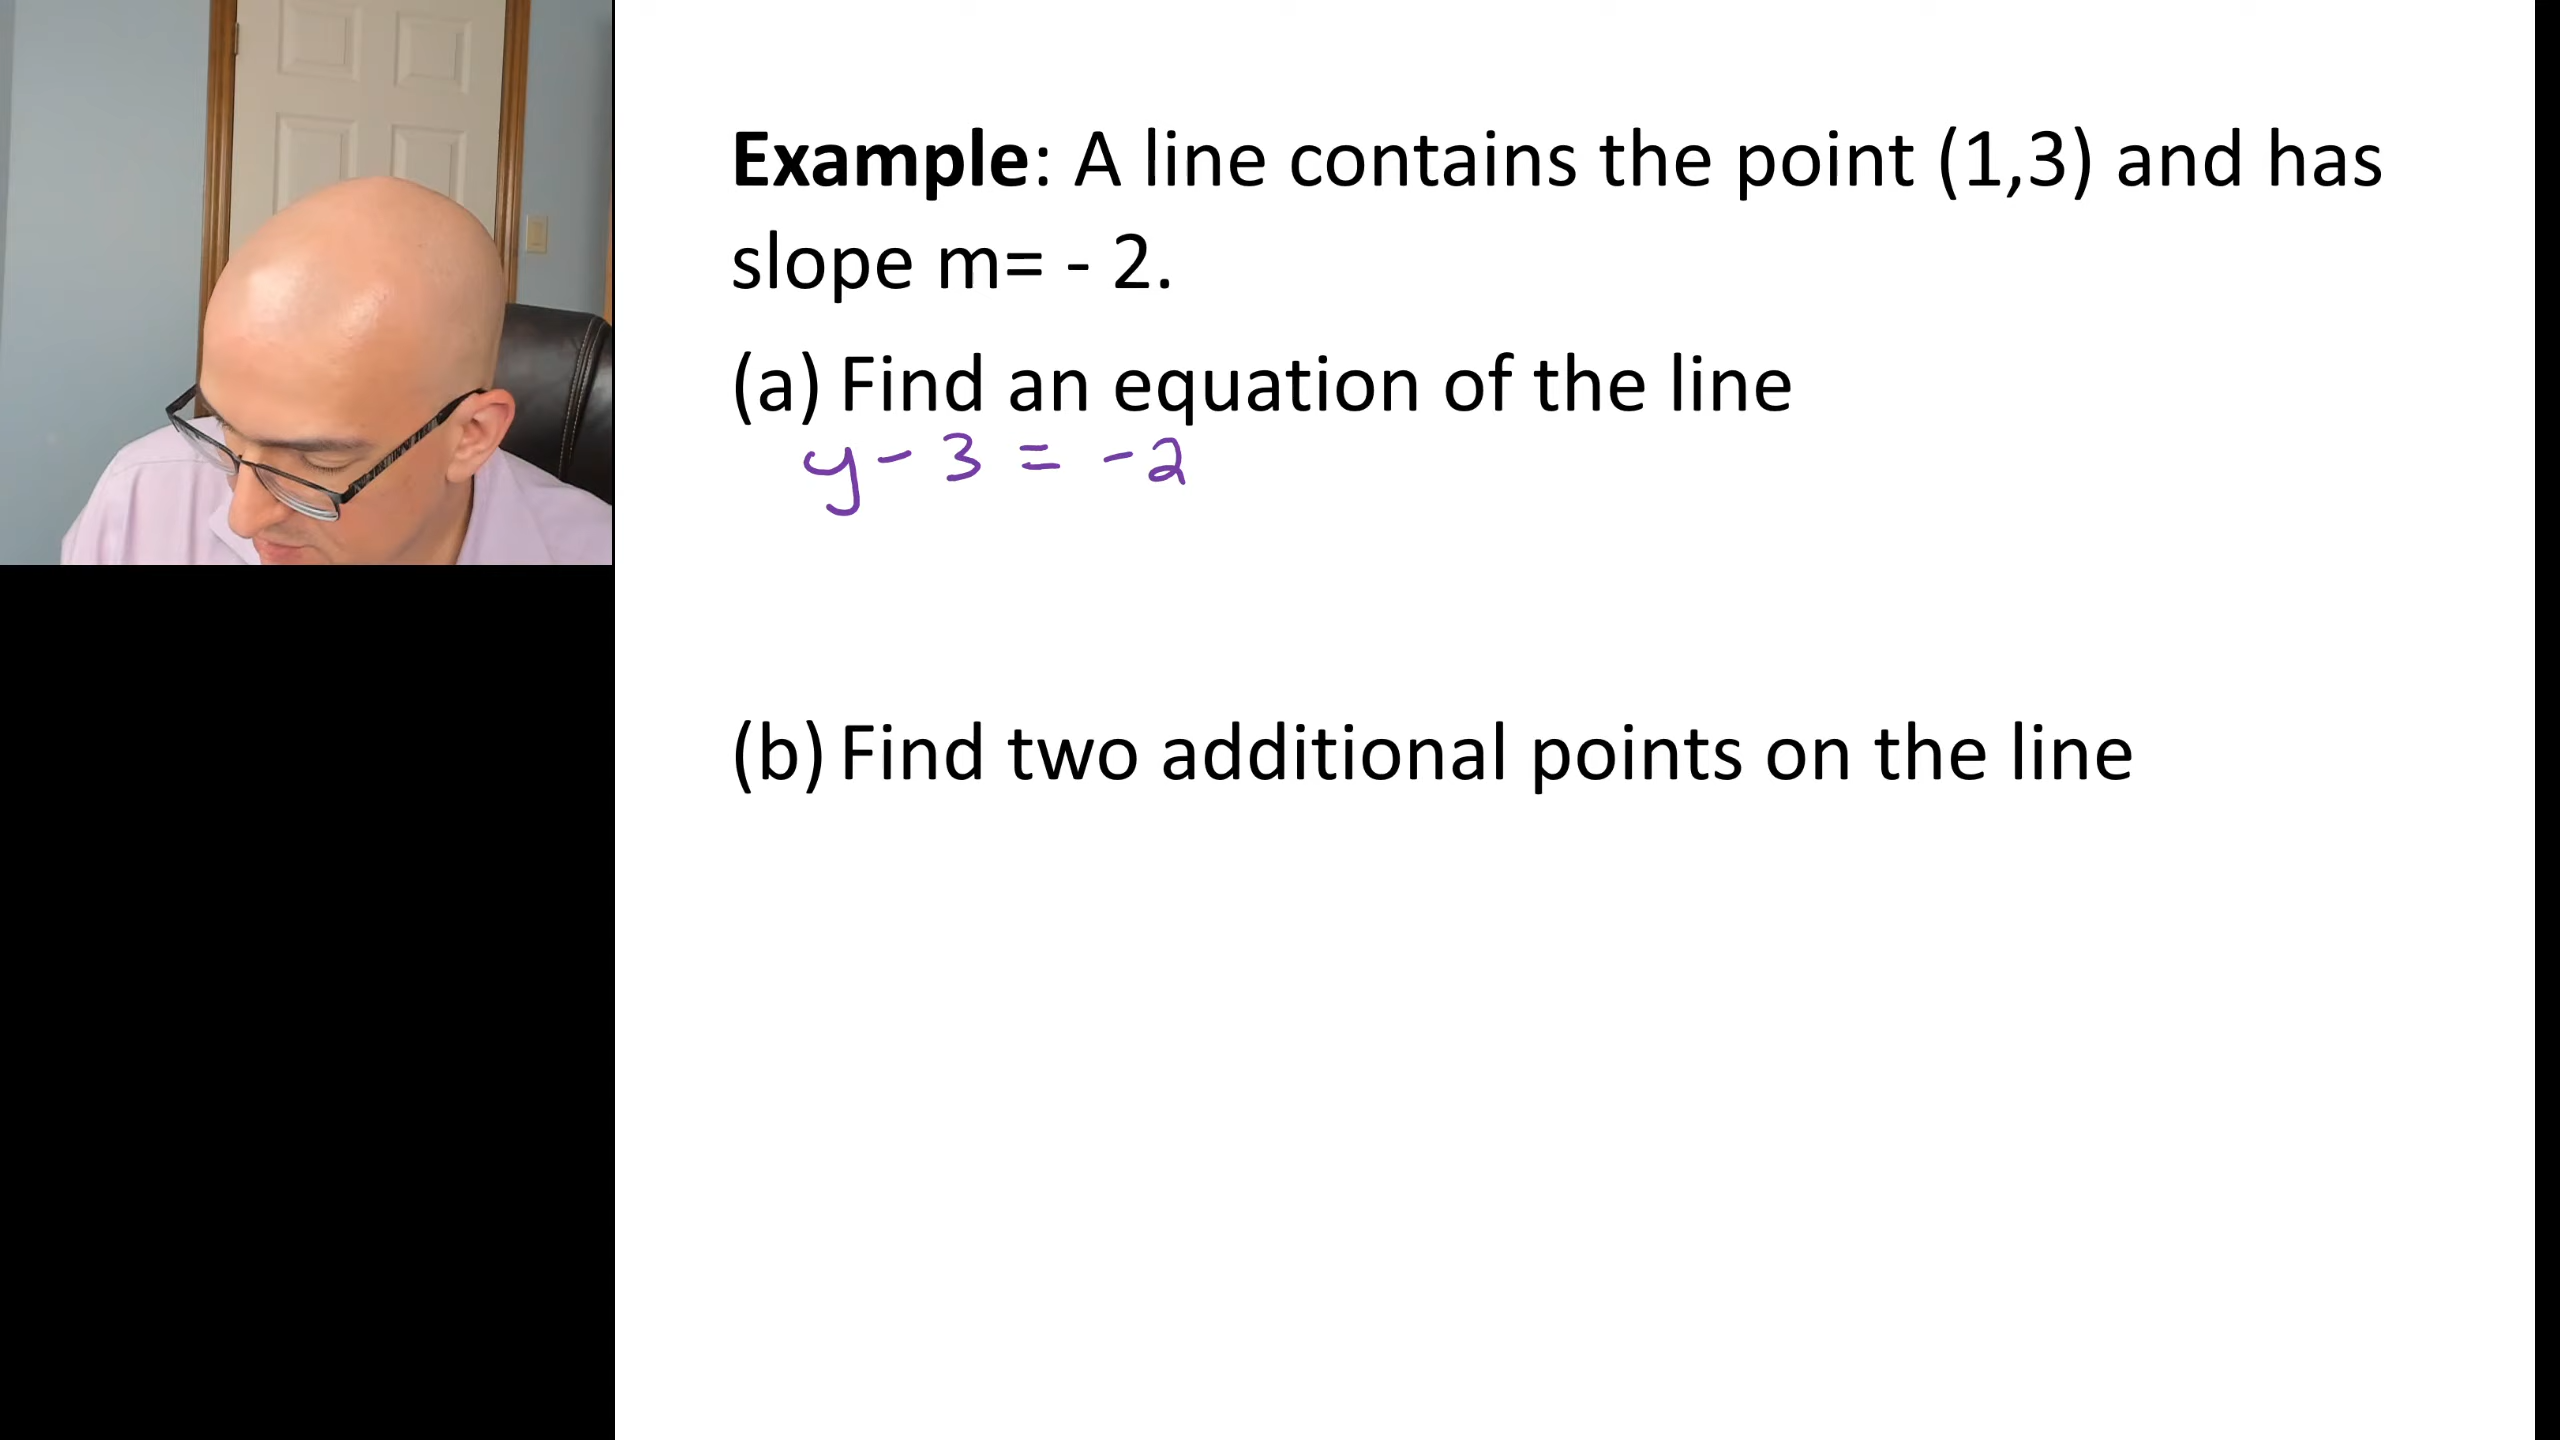 Example: A line contains the point (1,3) and has
slope m= - 2.
(a) Find an equation of the line
y - 3 = -2
(b) Find two additional points on the line